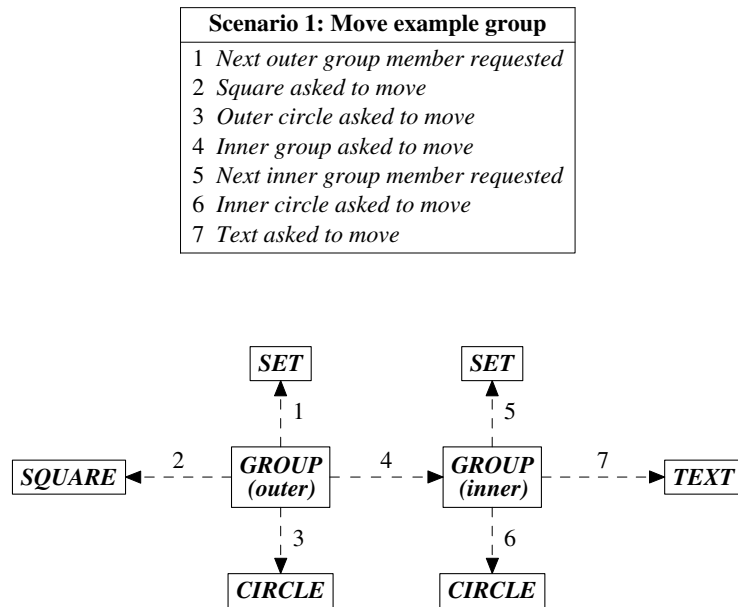 Scenario 1: Move example group
1 Next outer group member requested
2 Square asked to move
3 Outer circle asked to move
4 Inner group asked to move
5 Next inner group member requested
6 Inner circle asked to move
7 Text asked to move
SET
SET
1
5
SQUARE
2
GROUP
(outer)
4
GROUP
(inner)
7
TEXT
3
6
CIRCLE
CIRCLE